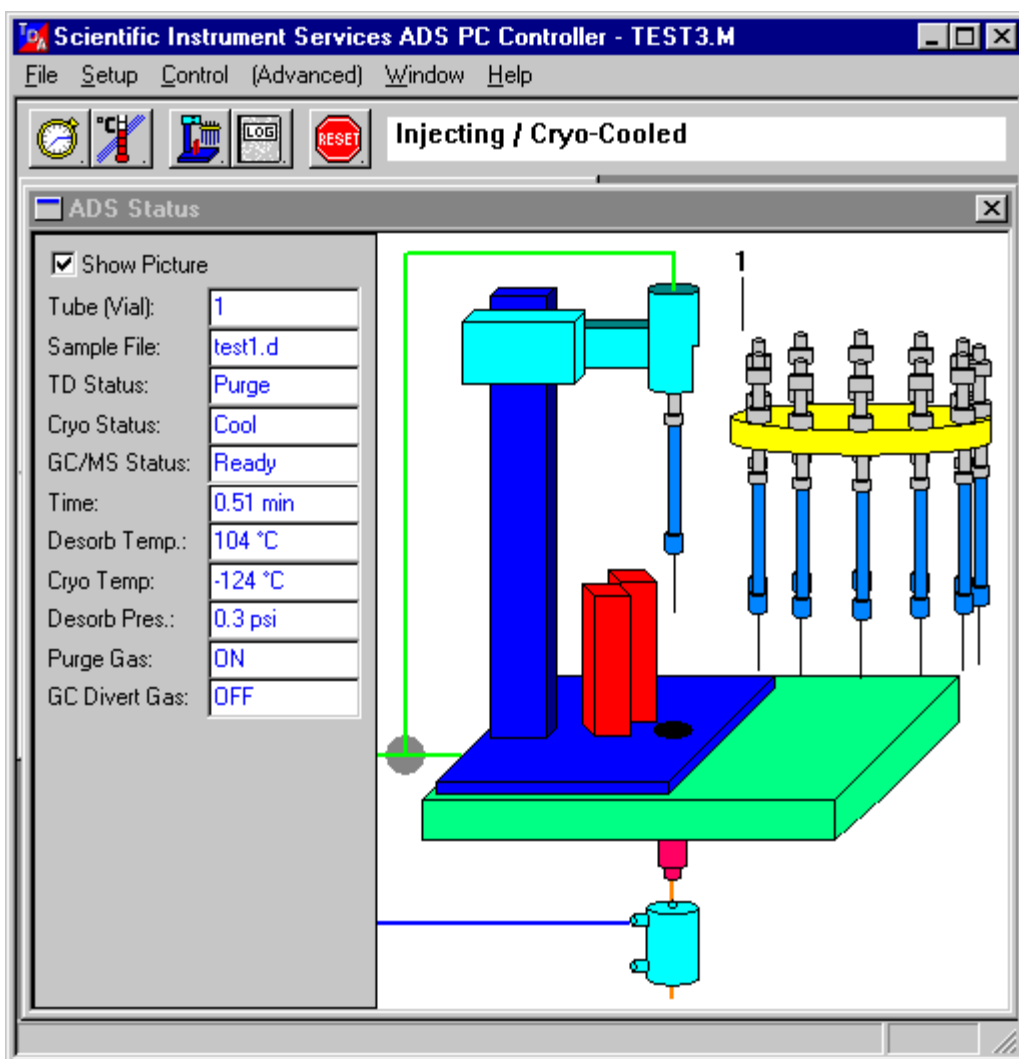 TDA Scientific Instrument Services ADS PC Controller - TEST3.M
File Setup Control (Advanced) Window Help
°C LOG RESET Injecting / Cryo-Cooled
ADS Status
Show Picture
1
Tube (Vial): 1
Sample File: test1.d
TD Status: Purge
Cryo Status: Cool
GC/MS Status: Ready
Time: 0.51 min
Desorb Temp.: 104 °C
Cryo Temp: -124 °C
Desorb Pres.: 0.3 psi
Purge Gas: ON
GC Divert Gas: OFF